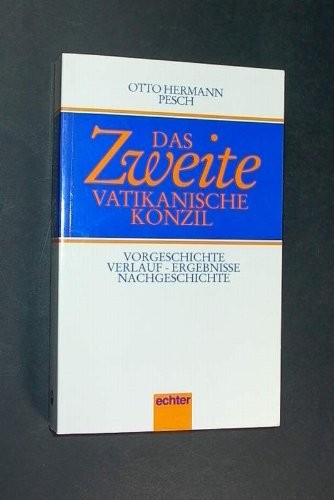 OTTO HERMANN
PESCH
DAS
Zweite
VATIKANISCHE
KONZIL
VORGESCHICHTE
VERLAUF - ERGEBNISSE
NACHGESCHICHTE
echter